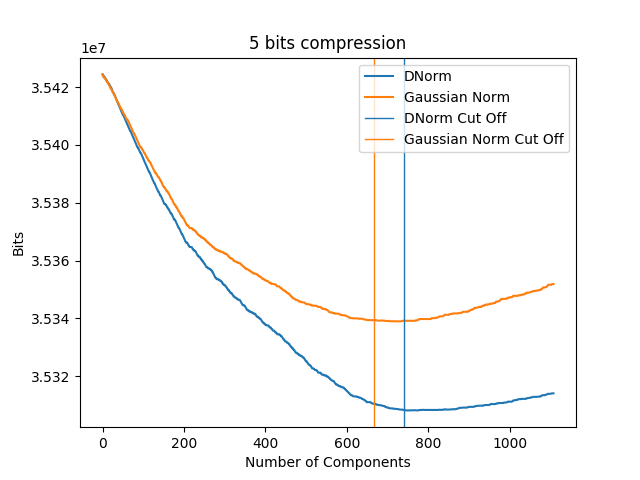 5 bits compression
1e7
3.542
3.540
3.538
3.536
3.534
3.532
Bits
DNorm
Gaussian Norm
DNorm Cut Off
Gaussian Norm Cut Off
0 200 400 600 800 1000
Number of Components